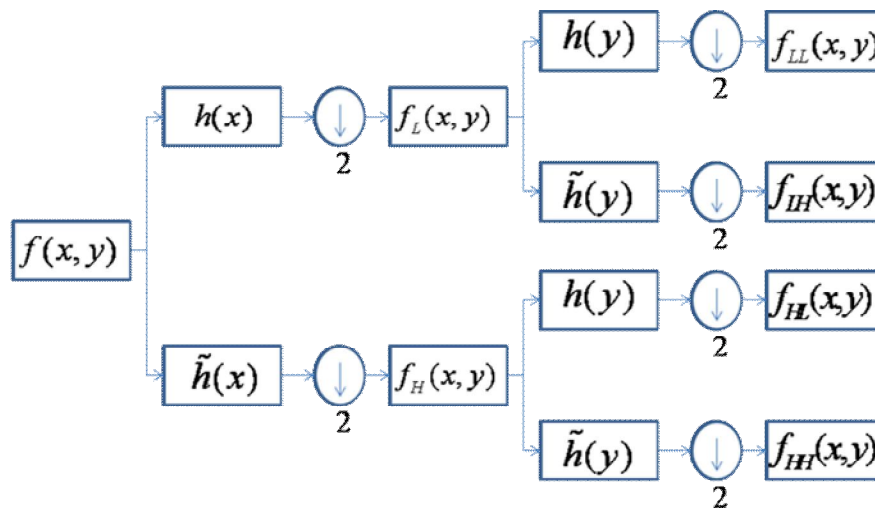 f(x, y)
h(x)
↓
2
f_L(x, y)
h(y)
↓
2
f_LL(x, y)
h̃(y)
↓
2
f_LH(x,y)
h̃(x)
↓
2
f_H(x, y)
h(y)
↓
2
f_HL(x,y)
h̃(y)
↓
2
f_HH(x,y)